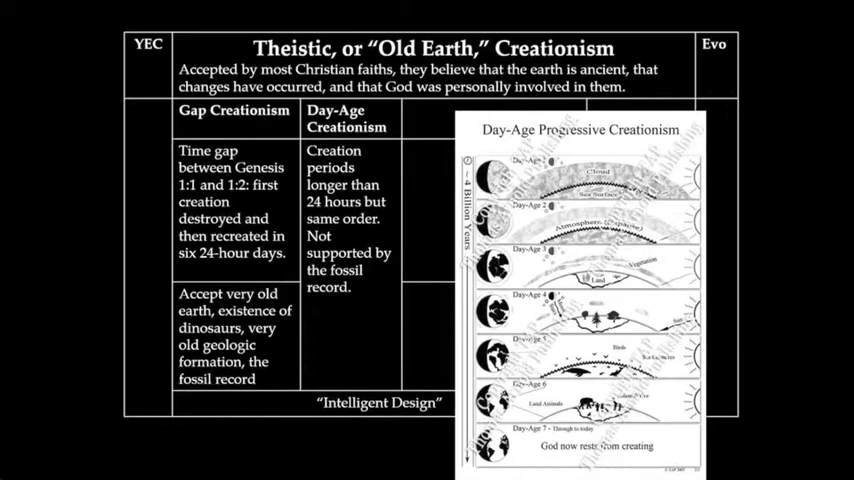 YEC
Theistic, or “Old Earth,” Creationism
Evo
Accepted by most Christian faiths, they believe that the earth is ancient, that
changes have occurred, and that God was personally involved in them.
Gap Creationism
Day-Age
Creationism
Time gap
between Genesis
1:1 and 1:2: first
creation
destroyed and
then recreated in
six 24-hour days.
Creation
periods
longer than
24 hours but
same order.
Not
supported by
the fossil
record.
Accept very old
earth, existence of
dinosaurs, very
old geologic
formation, the
fossil record
“Intelligent Design”
Day-Age Progressive Creationism
~ 4 Billion Years
Day-Age
Cloud
Sea Surface
Day-Age 2
Atmosphere
Day-Age 3
Vegetation
Land
Day-Age 4
Sun
Birds
Day-Age 6
Land Animals
Day-Age 7 - Through to today
God now rests from creating